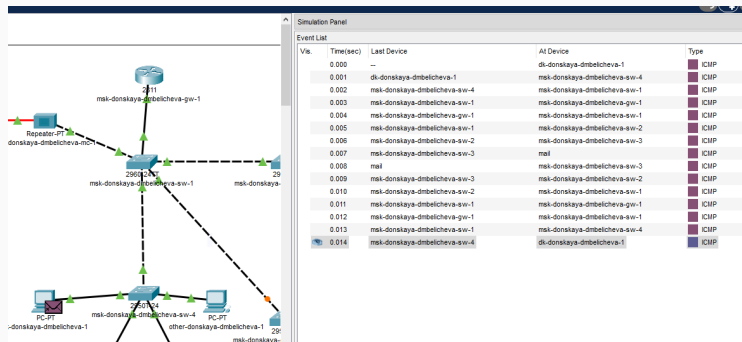 Simulation Panel
Event List
Vis. Time(sec) Last Device At Device Type
0.000 -- dk-donskaya-dmbelicheva-1 ICMP
0.001 dk-donskaya-dmbelicheva-1 msk-donskaya-dmbelicheva-sw-4 ICMP
0.002 msk-donskaya-dmbelicheva-sw-4 msk-donskaya-dmbelicheva-sw-1 ICMP
0.003 msk-donskaya-dmbelicheva-sw-1 msk-donskaya-dmbelicheva-gw-1 ICMP
0.004 msk-donskaya-dmbelicheva-gw-1 msk-donskaya-dmbelicheva-sw-1 ICMP
0.005 msk-donskaya-dmbelicheva-sw-1 msk-donskaya-dmbelicheva-sw-2 ICMP
0.006 msk-donskaya-dmbelicheva-sw-2 msk-donskaya-dmbelicheva-sw-3 ICMP
0.007 msk-donskaya-dmbelicheva-sw-3 mail ICMP
0.008 mail msk-donskaya-dmbelicheva-sw-3 ICMP
0.009 msk-donskaya-dmbelicheva-sw-3 msk-donskaya-dmbelicheva-sw-2 ICMP
0.010 msk-donskaya-dmbelicheva-sw-2 msk-donskaya-dmbelicheva-sw-1 ICMP
0.011 msk-donskaya-dmbelicheva-sw-1 msk-donskaya-dmbelicheva-gw-1 ICMP
0.012 msk-donskaya-dmbelicheva-gw-1 msk-donskaya-dmbelicheva-sw-1 ICMP
0.013 msk-donskaya-dmbelicheva-sw-1 msk-donskaya-dmbelicheva-sw-4 ICMP
0.014 msk-donskaya-dmbelicheva-sw-4 dk-donskaya-dmbelicheva-1 ICMP
2811
msk-donskaya-dmbelicheva-gw-1
Repeater-PT
donskaya-dmbelicheva-mc-1
2960-24TT
msk-donskaya-dmbelicheva-sw-1
29
msk-donskaya-
2950T-24
msk-donskaya-dmbelicheva-sw-4
PC-PT
-donskaya-dmbelicheva-1
PC-PT
other-donskaya-dmbelicheva-1
295
msk-donskaya-